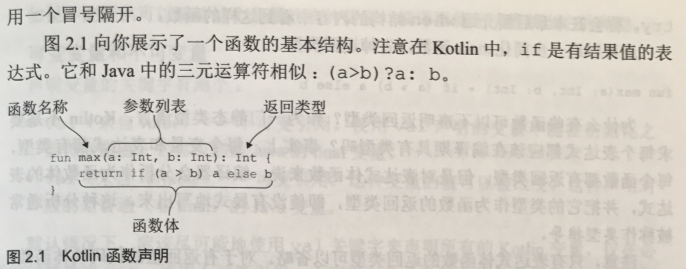 用一个冒号隔开。
图 2.1 向你展示了一个函数的基本结构。注意在 Kotlin 中，if 是有结果值的表
达式。它和 Java 中的三元运算符相似：(a>b)?a: b。
函数名称 参数列表 返回类型
fun max(a: Int, b: Int): Int {
return if (a > b) a else b
}
函数体
图 2.1 Kotlin 函数声明